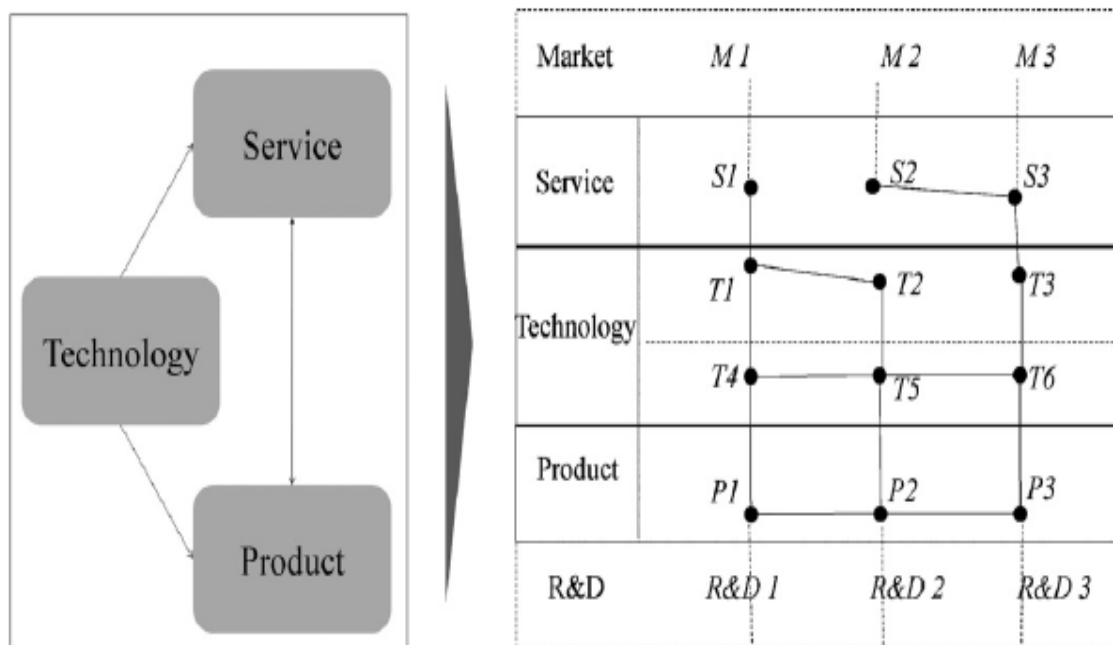 Service
Technology
Product
Market M 1 M 2 M 3
Service S1 S2 S3
T1 T2 T3
Technology
T4 T5 T6
Product
P1 P2 P3
R&D R&D 1 R&D 2 R&D 3